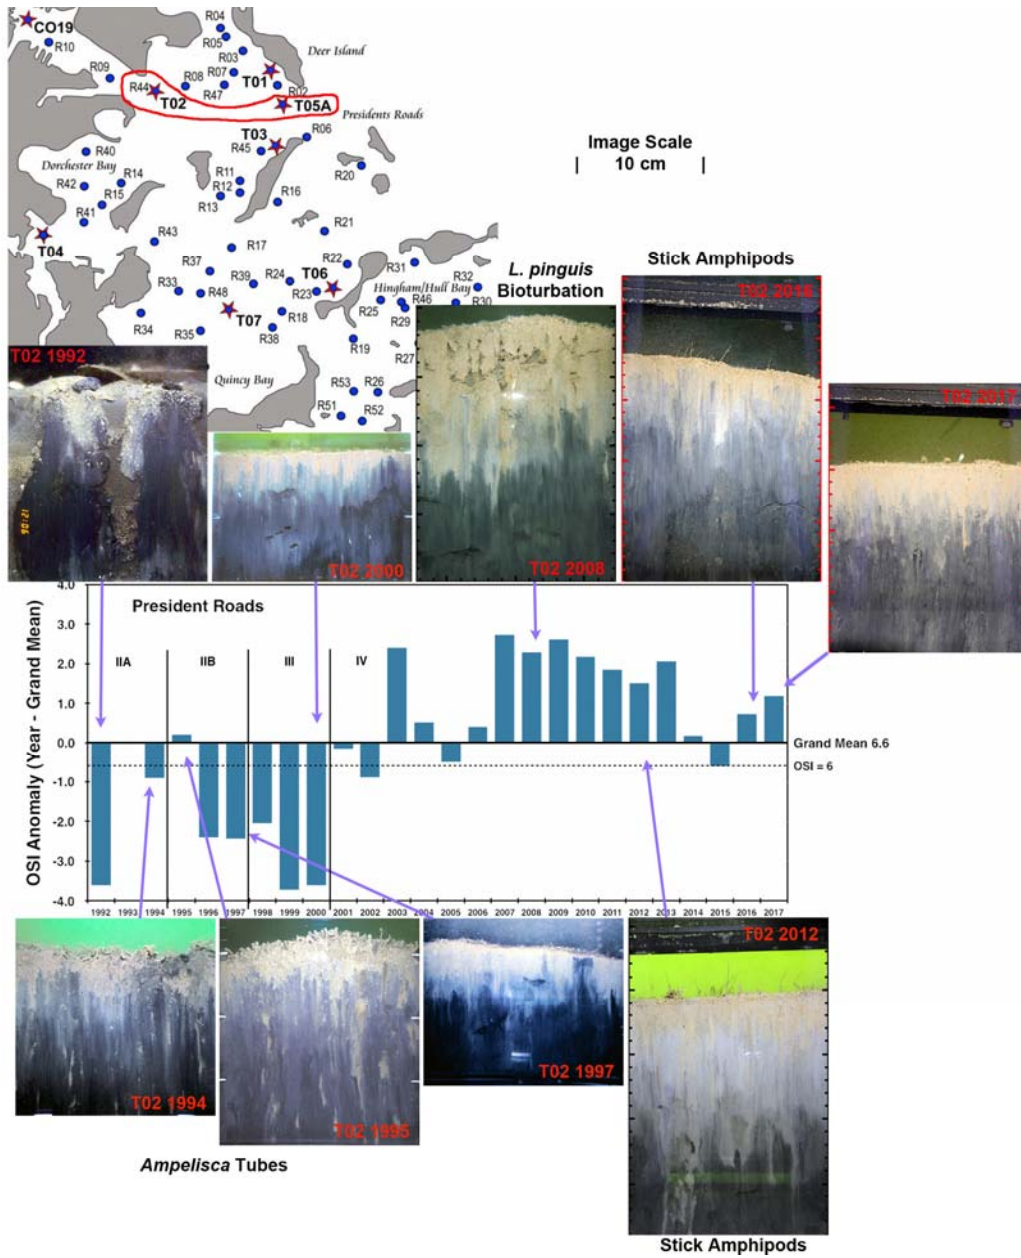 CO19
R10
R04
R05
Deer Island
R03
R09
R44
R08
R07
T01
R47
R02
T02
T05A
Presidents Roads
R06
T03
R45
Image Scale
10 cm
R40
Dorchester Bay
R20
R42
R14
R11
R12
R15
R13
R16
R41
T04
R43
R21
R17
R22
R31
R37
R24
T06
R39
R32
R33
R48
R23
Hingham/Hull Bay
R46
R30
R25
R29
R34
T07
R18
R35
R38
R19
R27
Quincy Bay
R53
R26
R51
R52
L. pinguis
Bioturbation
Stick Amphipods
T02 1992
T02 2000
T02 2008
T02 2016
T02 2017
President Roads
IIA
IIB
III
IV
OSI Anomaly (Year - Grand Mean)
4.0
3.0
2.0
1.0
0.0
-1.0
-2.0
-3.0
-4.0
Grand Mean 6.6
OSI = 6
1992 1993 1994 1995 1996 1997 1998 1999 2000 2001 2002 2003 2004 2005 2006 2007 2008 2009 2010 2011 2012 2013 2014 2015 2016 2017
T02 1994
T02 1995
T02 1997
T02 2012
Ampelisca Tubes
Stick Amphipods